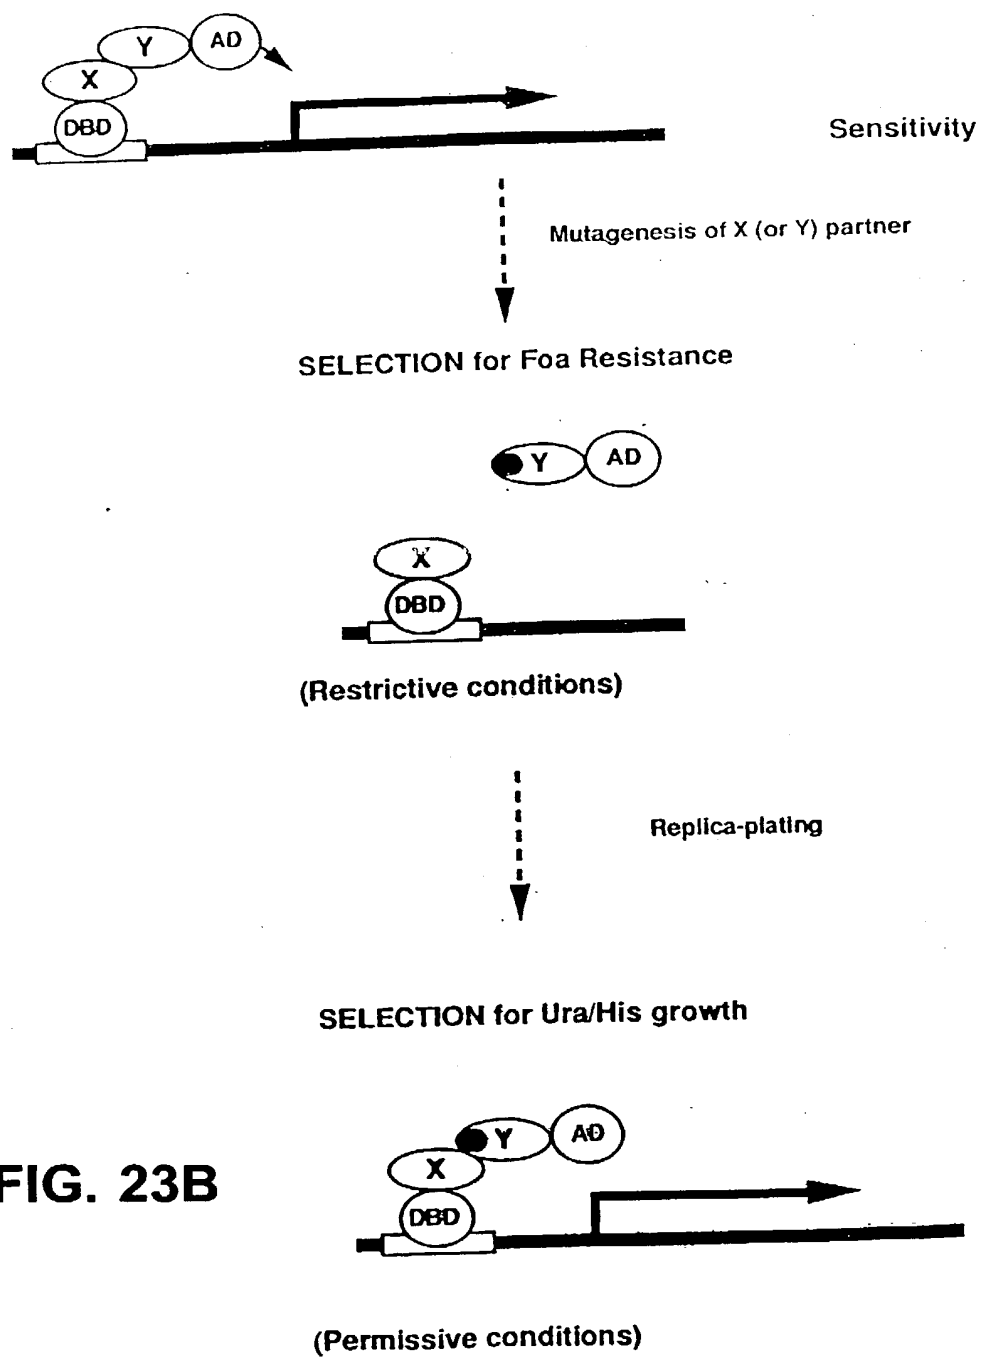 Y AD
X
DBD
Sensitivity
Mutagenesis of X (or Y) partner
SELECTION for Foa Resistance
Y AD
X
DBD
(Restrictive conditions)
Replica-plating
SELECTION for Ura/His growth
Y AD
X
FIG. 23B
DBD
(Permissive conditions)